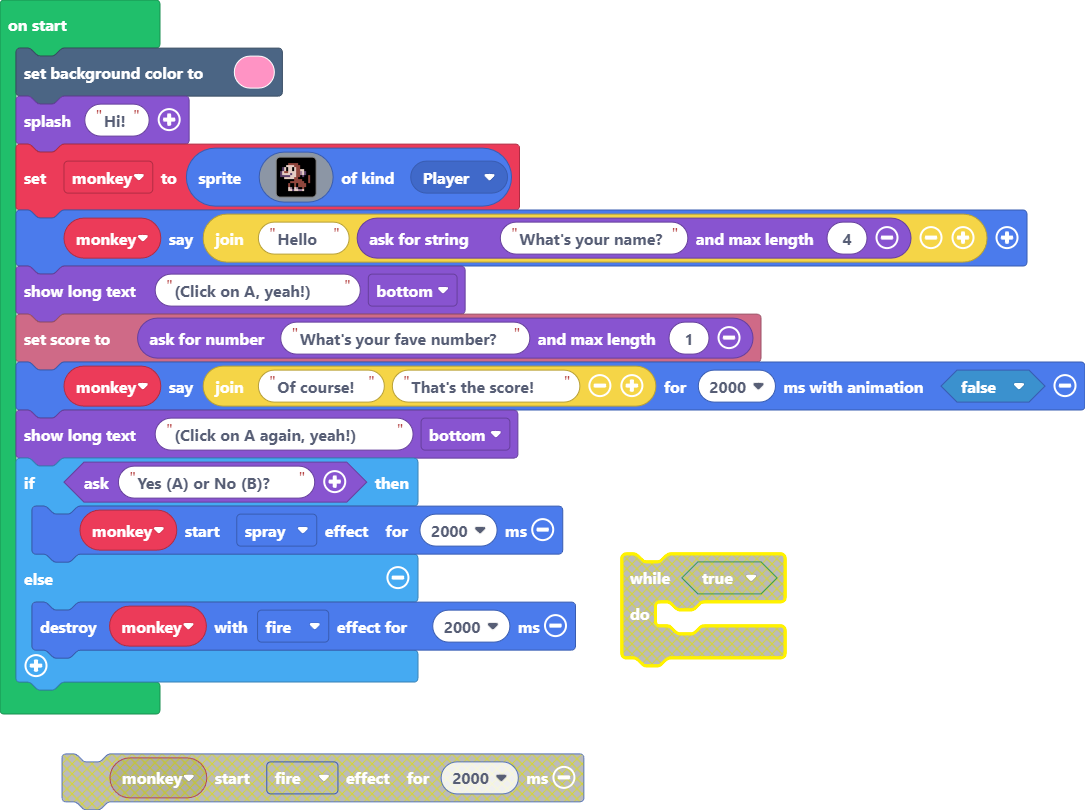 on start
set background color to
splash "Hi!"
set monkey to sprite of kind Player
monkey say join "Hello " ask for string "What's your name?" and max length 4
show long text "(Click on A, yeah!) " bottom
set score to ask for number "What's your fave number? " and max length 1
monkey say join "Of course! " "That's the score! " for 2000 ms with animation false
show long text "(Click on A again, yeah!) " bottom
if ask "Yes (A) or No (B)? " then
monkey start spray effect for 2000 ms
else
destroy monkey with fire effect for 2000 ms
while true
do
monkey start fire effect for 2000 ms